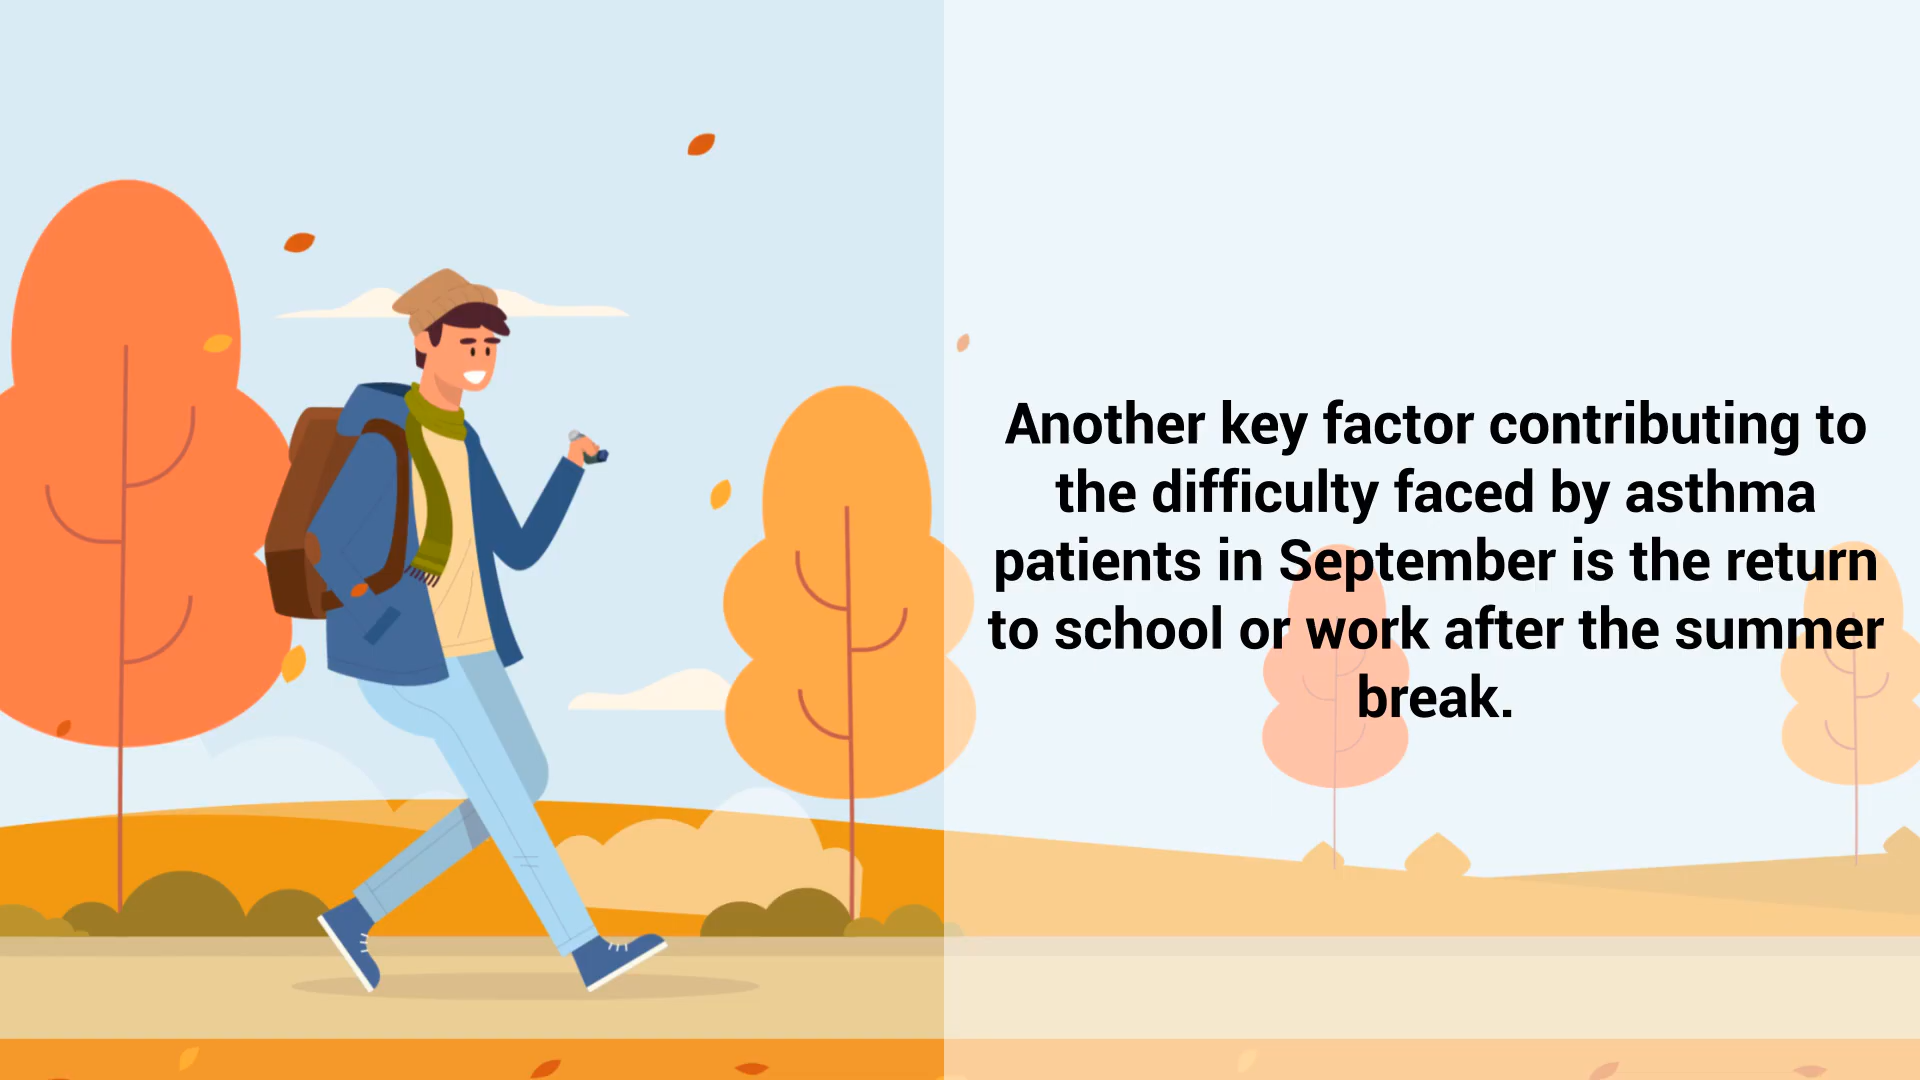 Another key factor contributing to
the difficulty faced by asthma
patients in September is the return
to school or work after the summer
break.